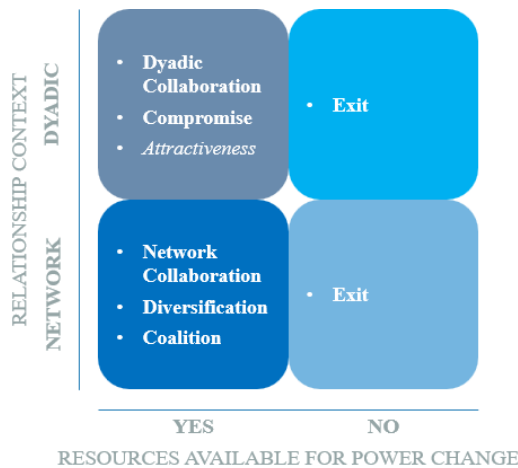 RELATIONSHIP CONTEXT
DYADIC
• Dyadic
Collaboration
• Compromise
• Attractiveness
• Exit
NETWORK
• Network
Collaboration
• Diversification
• Coalition
• Exit
YES
NO
RESOURCES AVAILABLE FOR POWER CHANGE